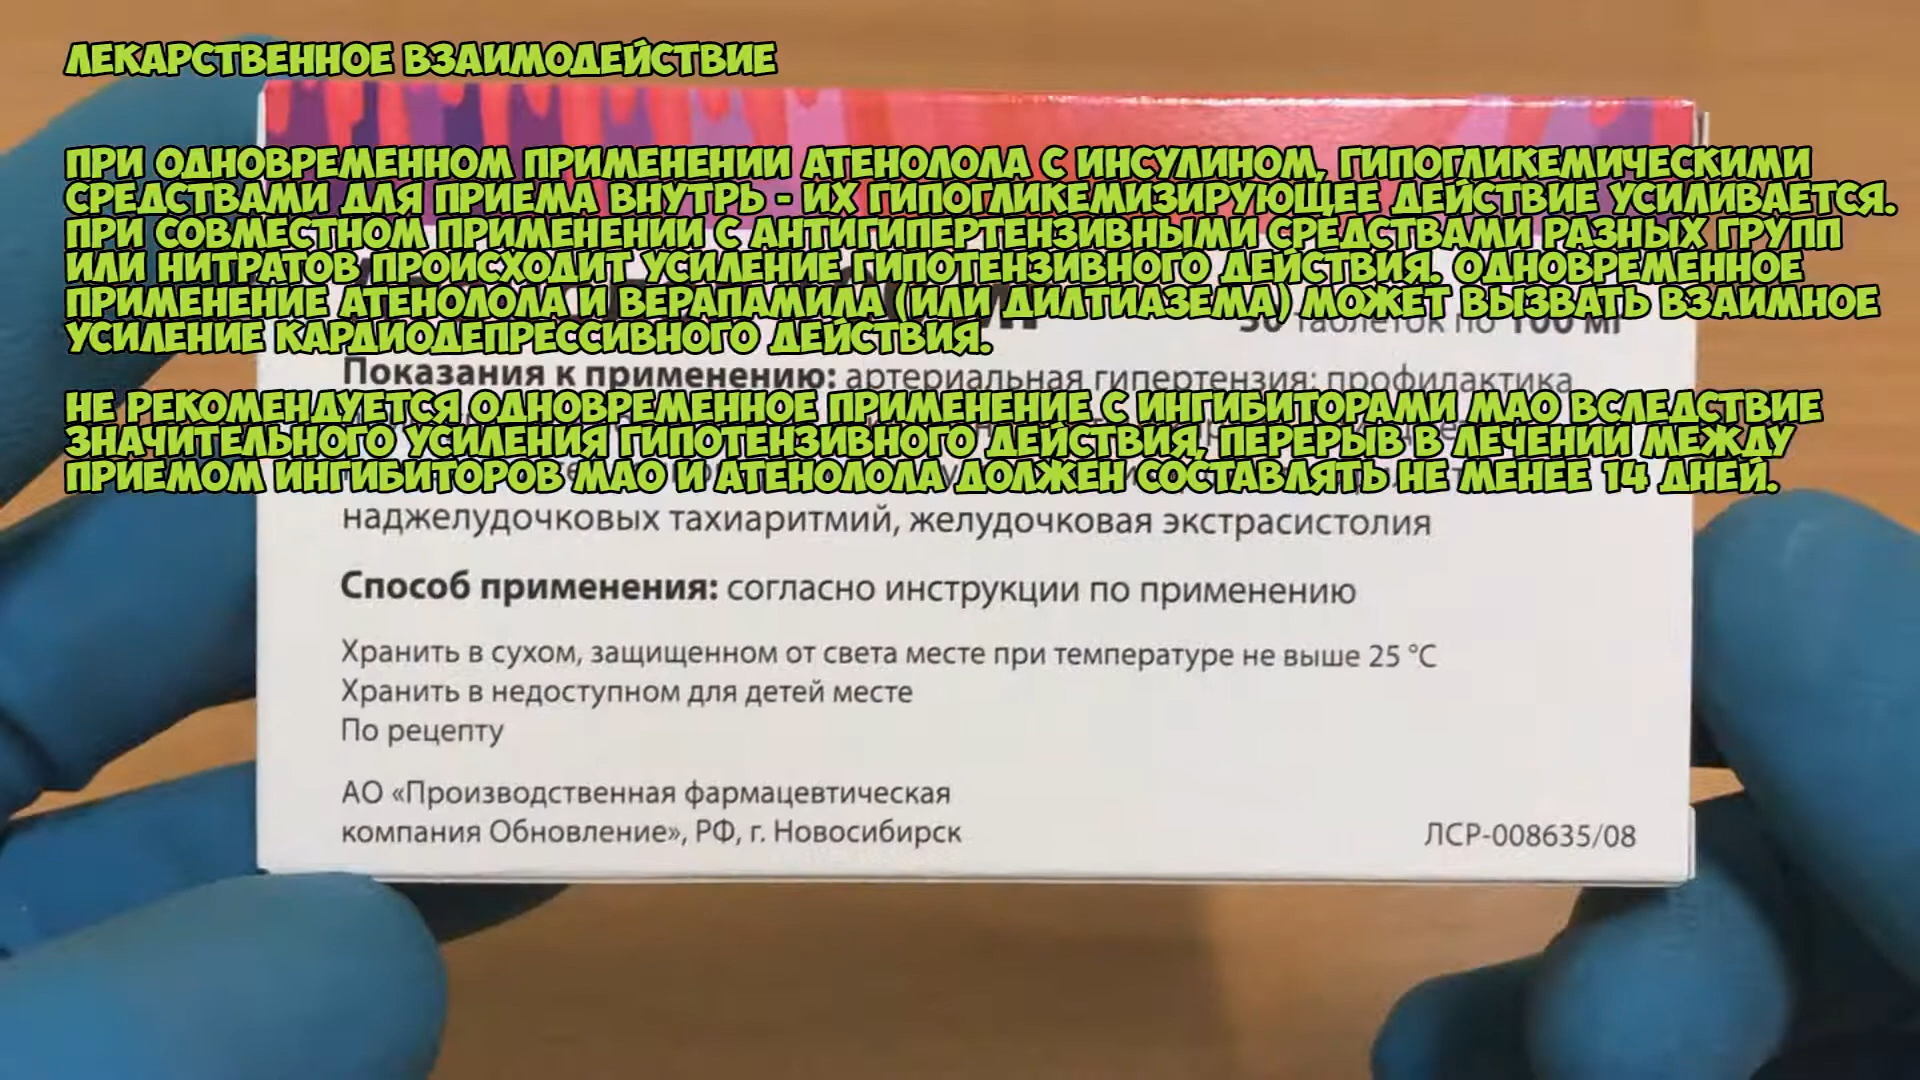 ЛЕКАРСТВЕННОЕ ВЗАИМОДЕЙСТВИЕ
ПРИ ОДНОВРЕМЕННОМ ПРИМЕНЕНИИ АТЕНОЛОЛА С ИНСУЛИНОМ, ГИПОГЛИКЕМИЧЕСКИМИ
СРЕДСТВАМИ ДЛЯ ПРИЕМА ВНУТРЬ - ИХ ГИПОГЛИКЕМИЗИРУЮЩЕЕ ДЕЙСТВИЕ УСИЛИВАЕТСЯ.
ПРИ СОВМЕСТНОМ ПРИМЕНЕНИИ С АНТИГИПЕРТЕНЗИВНЫМИ СРЕДСТВАМИ РАЗНЫХ ГРУПП
ИЛИ НИТРАТОВ ПРОИСХОДИТ УСИЛЕНИЕ ГИПОТЕНЗИВНОГО ДЕЙСТВИЯ. ОДНОВРЕМЕННОЕ
ПРИМЕНЕНИЕ АТЕНОЛОЛА И ВЕРАПАМИЛА (ИЛИ ДИЛТИАЗЕМА) МОЖЕТ ВЫЗВАТЬ ВЗАИМНОЕ
УСИЛЕНИЕ КАРДИОДЕПРЕССИВНОГО ДЕЙСТВИЯ.
30 таблеток по 100 мг
Показания к применению: артериальная гипертензия; профилактика
НЕ РЕКОМЕНДУЕТСЯ ОДНОВРЕМЕННОЕ ПРИМЕНЕНИЕ С ИНГИБИТОРАМИ МАО ВСЛЕДСТВИЕ
ЗНАЧИТЕЛЬНОГО УСИЛЕНИЯ ГИПОТЕНЗИВНОГО ДЕЙСТВИЯ, ПЕРЕРЫВ В ЛЕЧЕНИИ МЕЖДУ
ПРИЕМОМ ИНГИБИТОРОВ МАО И АТЕНОЛОЛА ДОЛЖЕН СОСТАВЛЯТЬ НЕ МЕНЕЕ 14 ДНЕЙ.
наджелудочковых тахиаритмий, желудочковая экстрасистолия
Способ применения: согласно инструкции по применению
Хранить в сухом, защищенном от света месте при температуре не выше 25 °C
Хранить в недоступном для детей месте
По рецепту
АО «Производственная фармацевтическая
компания Обновление», РФ, г. Новосибирск
ЛСР-008635/08